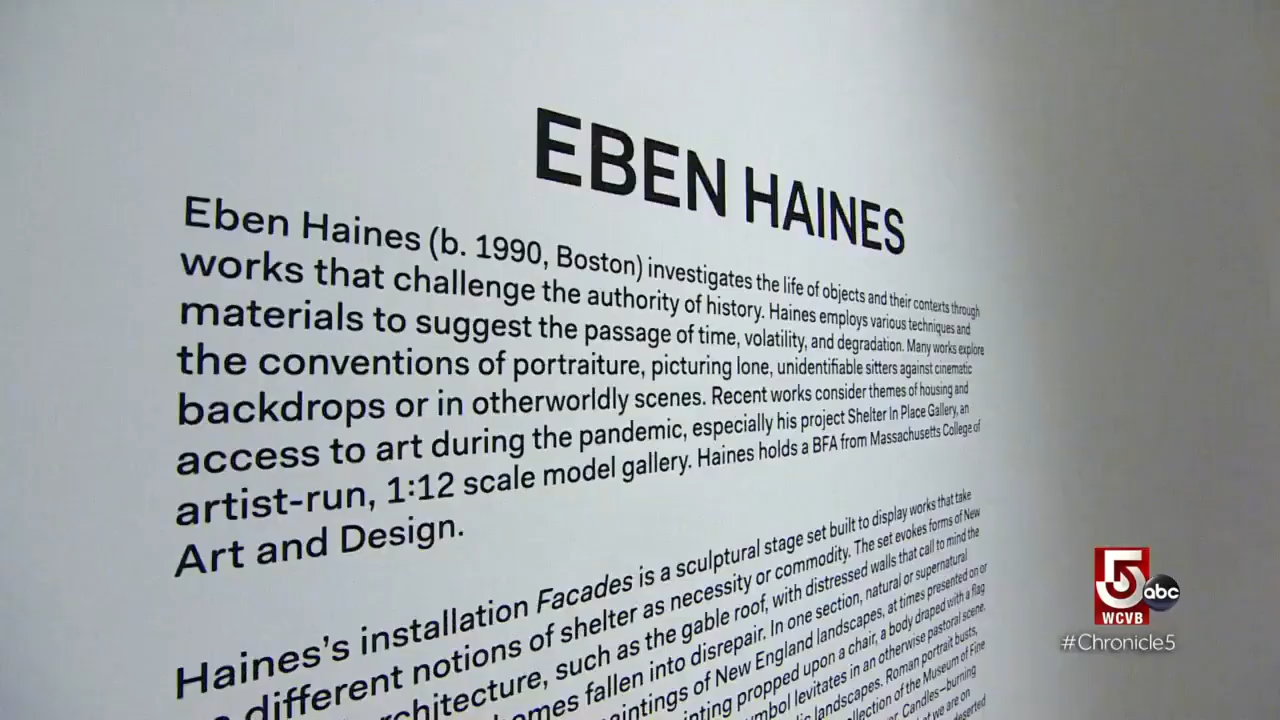 EBEN HAINES
Eben Haines (b. 1990, Boston) investigates the life of objects and their contexts through
works that challenge the authority of history. Haines employs various techniques and
materials to suggest the passage of time, volatility, and degradation. Many works explore
the conventions of portraiture, picturing lone, unidentifiable sitters against cinematic
backdrops or in otherworldly scenes. Recent works consider themes of housing and
access to art during the pandemic, especially his project Shelter In Place Gallery, an
artist-run, 1:12 scale model gallery. Haines holds a BFA from Massachusetts College of
Art and Design.
Haines's installation Facades is a sculptural stage set built to display works that take
different notions of shelter as necessity or commodity. The set evokes forms of New
architecture, such as the gable roof, with distressed walls that call to mind the
homes fallen into disrepair. In one section, natural or supernatural
paintings of New England landscapes, at times presented on or
propped upon a chair, a body draped with a flag
symbol levitates in an otherwise pastoral scene.
landscapes. Roman portrait busts,
collection of the Museum of Fine
Candles—burning
we are on
deserted
5 abc
WCVB
#Chronicle5